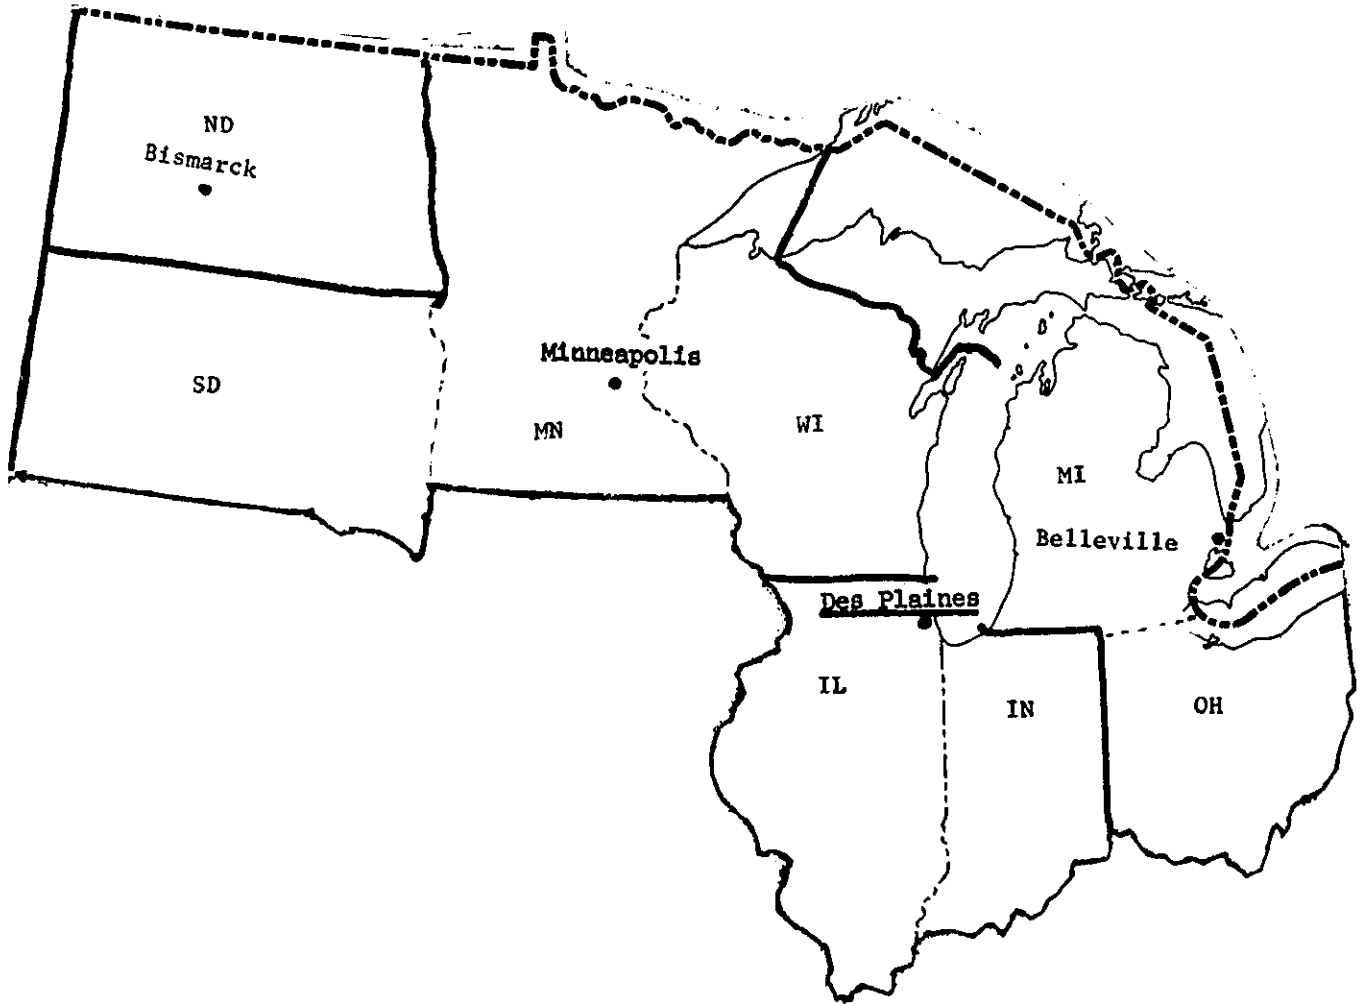 ND
Bismarck
SD
Minneapolis
MN
WI
MI
Belleville
Des Plaines
IL
IN
OH